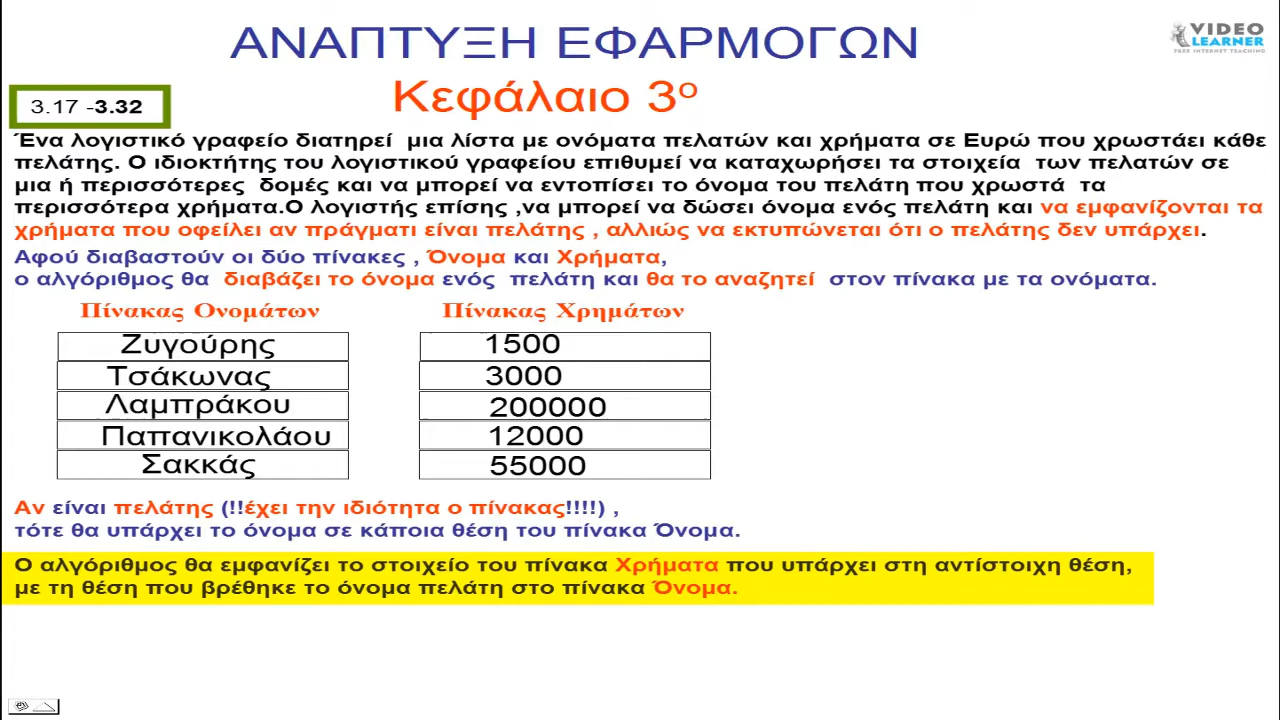 ΑΝΑΠΤΥΞΗ ΕΦΑΡΜΟΓΩΝ
VIDEO
LEARNER
FREE INTERNET TEACHING
Κεφάλαιο 3ο
3.17 -3.32
Ένα λογιστικό γραφείο διατηρεί μια λίστα με ονόματα πελατών και χρήματα σε Ευρώ που χρωστάει κάθε
πελάτης. Ο ιδιοκτήτης του λογιστικού γραφείου επιθυμεί να καταχωρήσει τα στοιχεία των πελατών σε
μια ή περισσότερες δομές και να μπορεί να εντοπίσει το όνομα του πελάτη που χρωστά τα
περισσότερα χρήματα.Ο λογιστής επίσης ,να μπορεί να δώσει όνομα ενός πελάτη και να εμφανίζονται τα
χρήματα που οφείλει αν πράγματι είναι πελάτης , αλλιώς να εκτυπώνεται ότι ο πελάτης δεν υπάρχει.
Αφού διαβαστούν οι δύο πίνακες , Όνομα και Χρήματα,
ο αλγόριθμος θα διαβάζει το όνομα ενός πελάτη και θα το αναζητεί στον πίνακα με τα ονόματα.
Πίνακας Ονομάτων Πίνακας Χρημάτων
Ζυγούρης 1500
Τσάκωνας 3000
Λαμπράκου 200000
Παπανικολάου 12000
Σακκάς 55000
Αν είναι πελάτης (!!έχει την ιδιότητα ο πίνακας!!!!) ,
τότε θα υπάρχει το όνομα σε κάποια θέση του πίνακα Όνομα.
Ο αλγόριθμος θα εμφανίζει το στοιχείο του πίνακα Χρήματα που υπάρχει στη αντίστοιχη θέση,
με τη θέση που βρέθηκε το όνομα πελάτη στο πίνακα Όνομα.